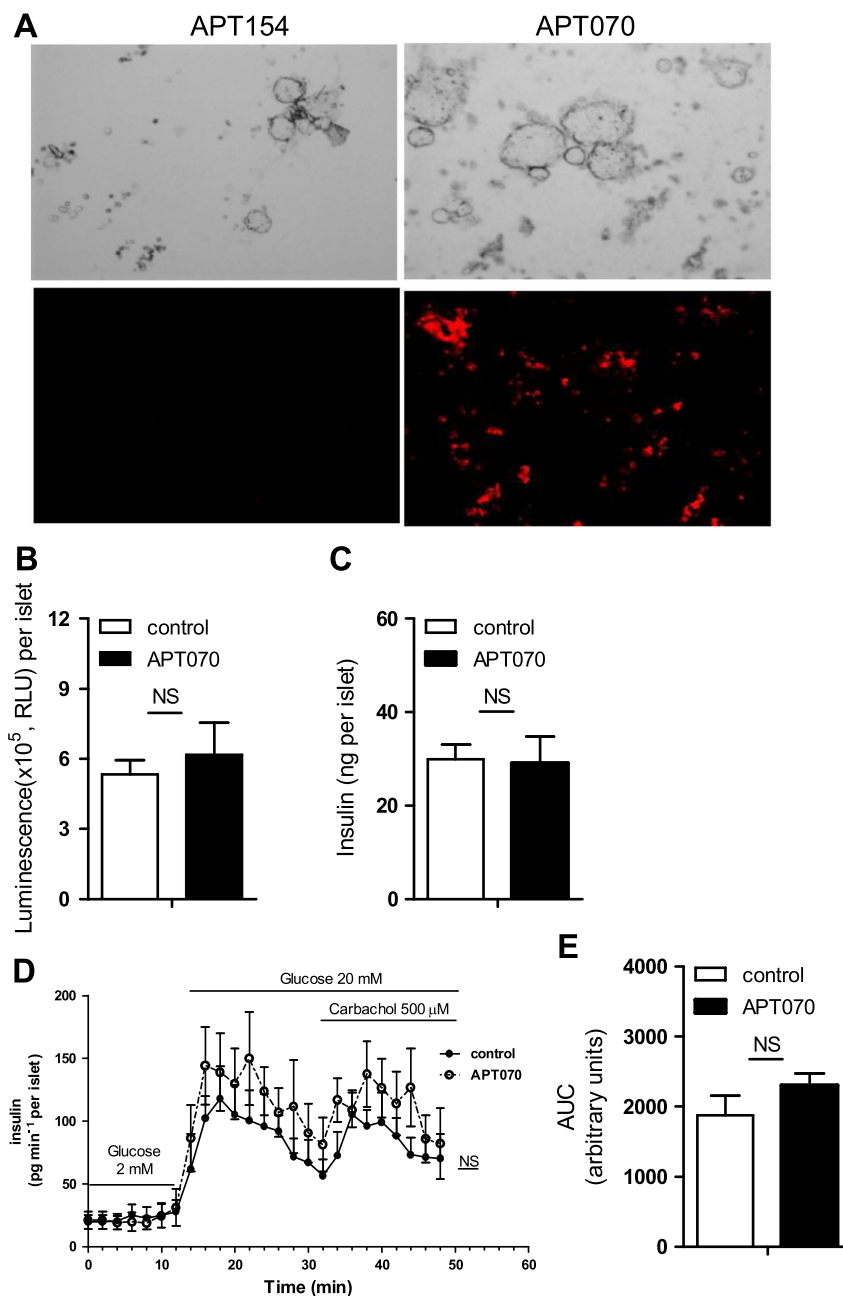 A
APT154
APT070
B
Luminescence(x10⁵, RLU) per islet
12
9
6
3
0
control
APT070
NS
C
Insulin (ng per islet)
60
40
20
0
control
APT070
NS
D
insulin
(pg min⁻¹ per islet)
200
150
100
50
0
Glucose 20 mM
Carbachol 500 µM
Glucose
2 mM
control
APT070
NS
0 10 20 30 40 50 60
Time (min)
E
AUC
(arbitrary units)
4000
3000
2000
1000
0
control
APT070
NS